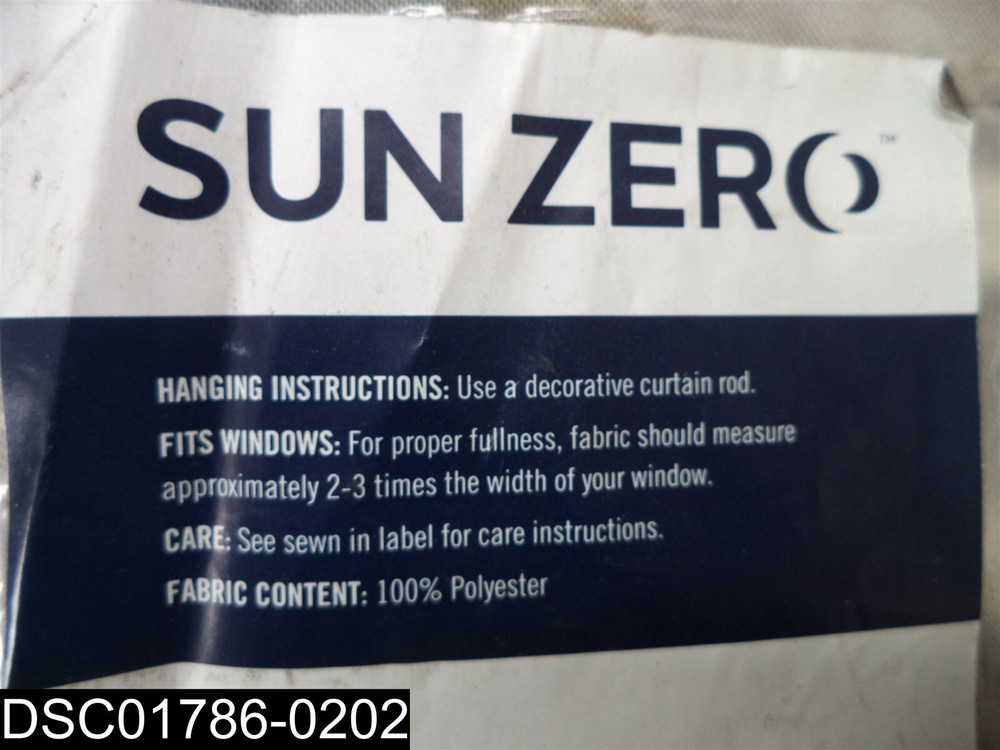 SUN ZERO™
HANGING INSTRUCTIONS: Use a decorative curtain rod.
FITS WINDOWS: For proper fullness, fabric should measure
approximately 2-3 times the width of your window.
CARE: See sewn in label for care instructions.
FABRIC CONTENT: 100% Polyester
DSC01786-0202